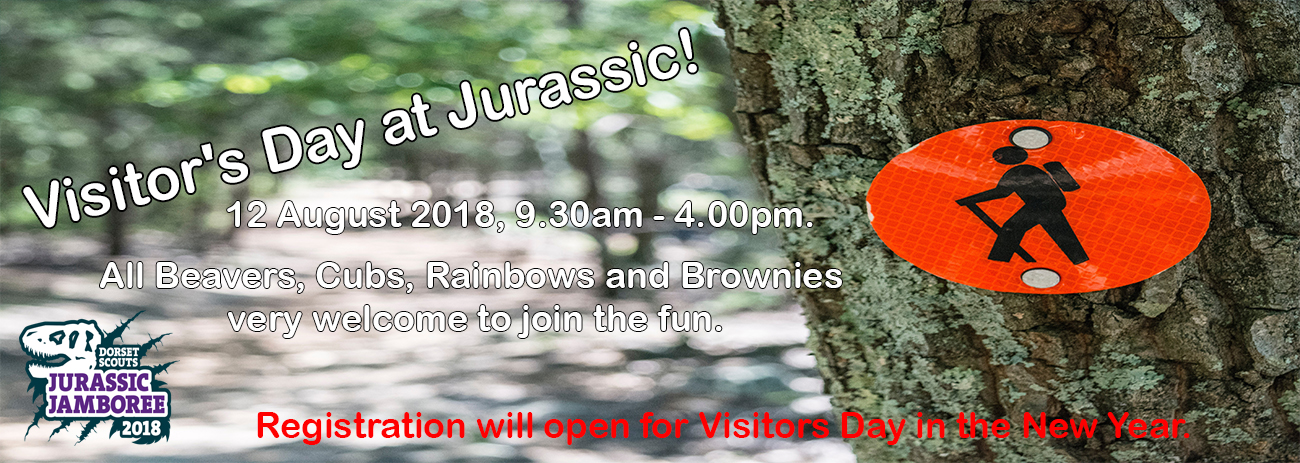 Visitor's Day at Jurassic!
12 August 2018, 9.30am - 4.00pm.
All Beavers, Cubs, Rainbows and Brownies
very welcome to join the fun.
DORSET
SCOUTS
JURASSIC
JAMBOREE
2018
Registration will open for Visitors Day in the New Year.